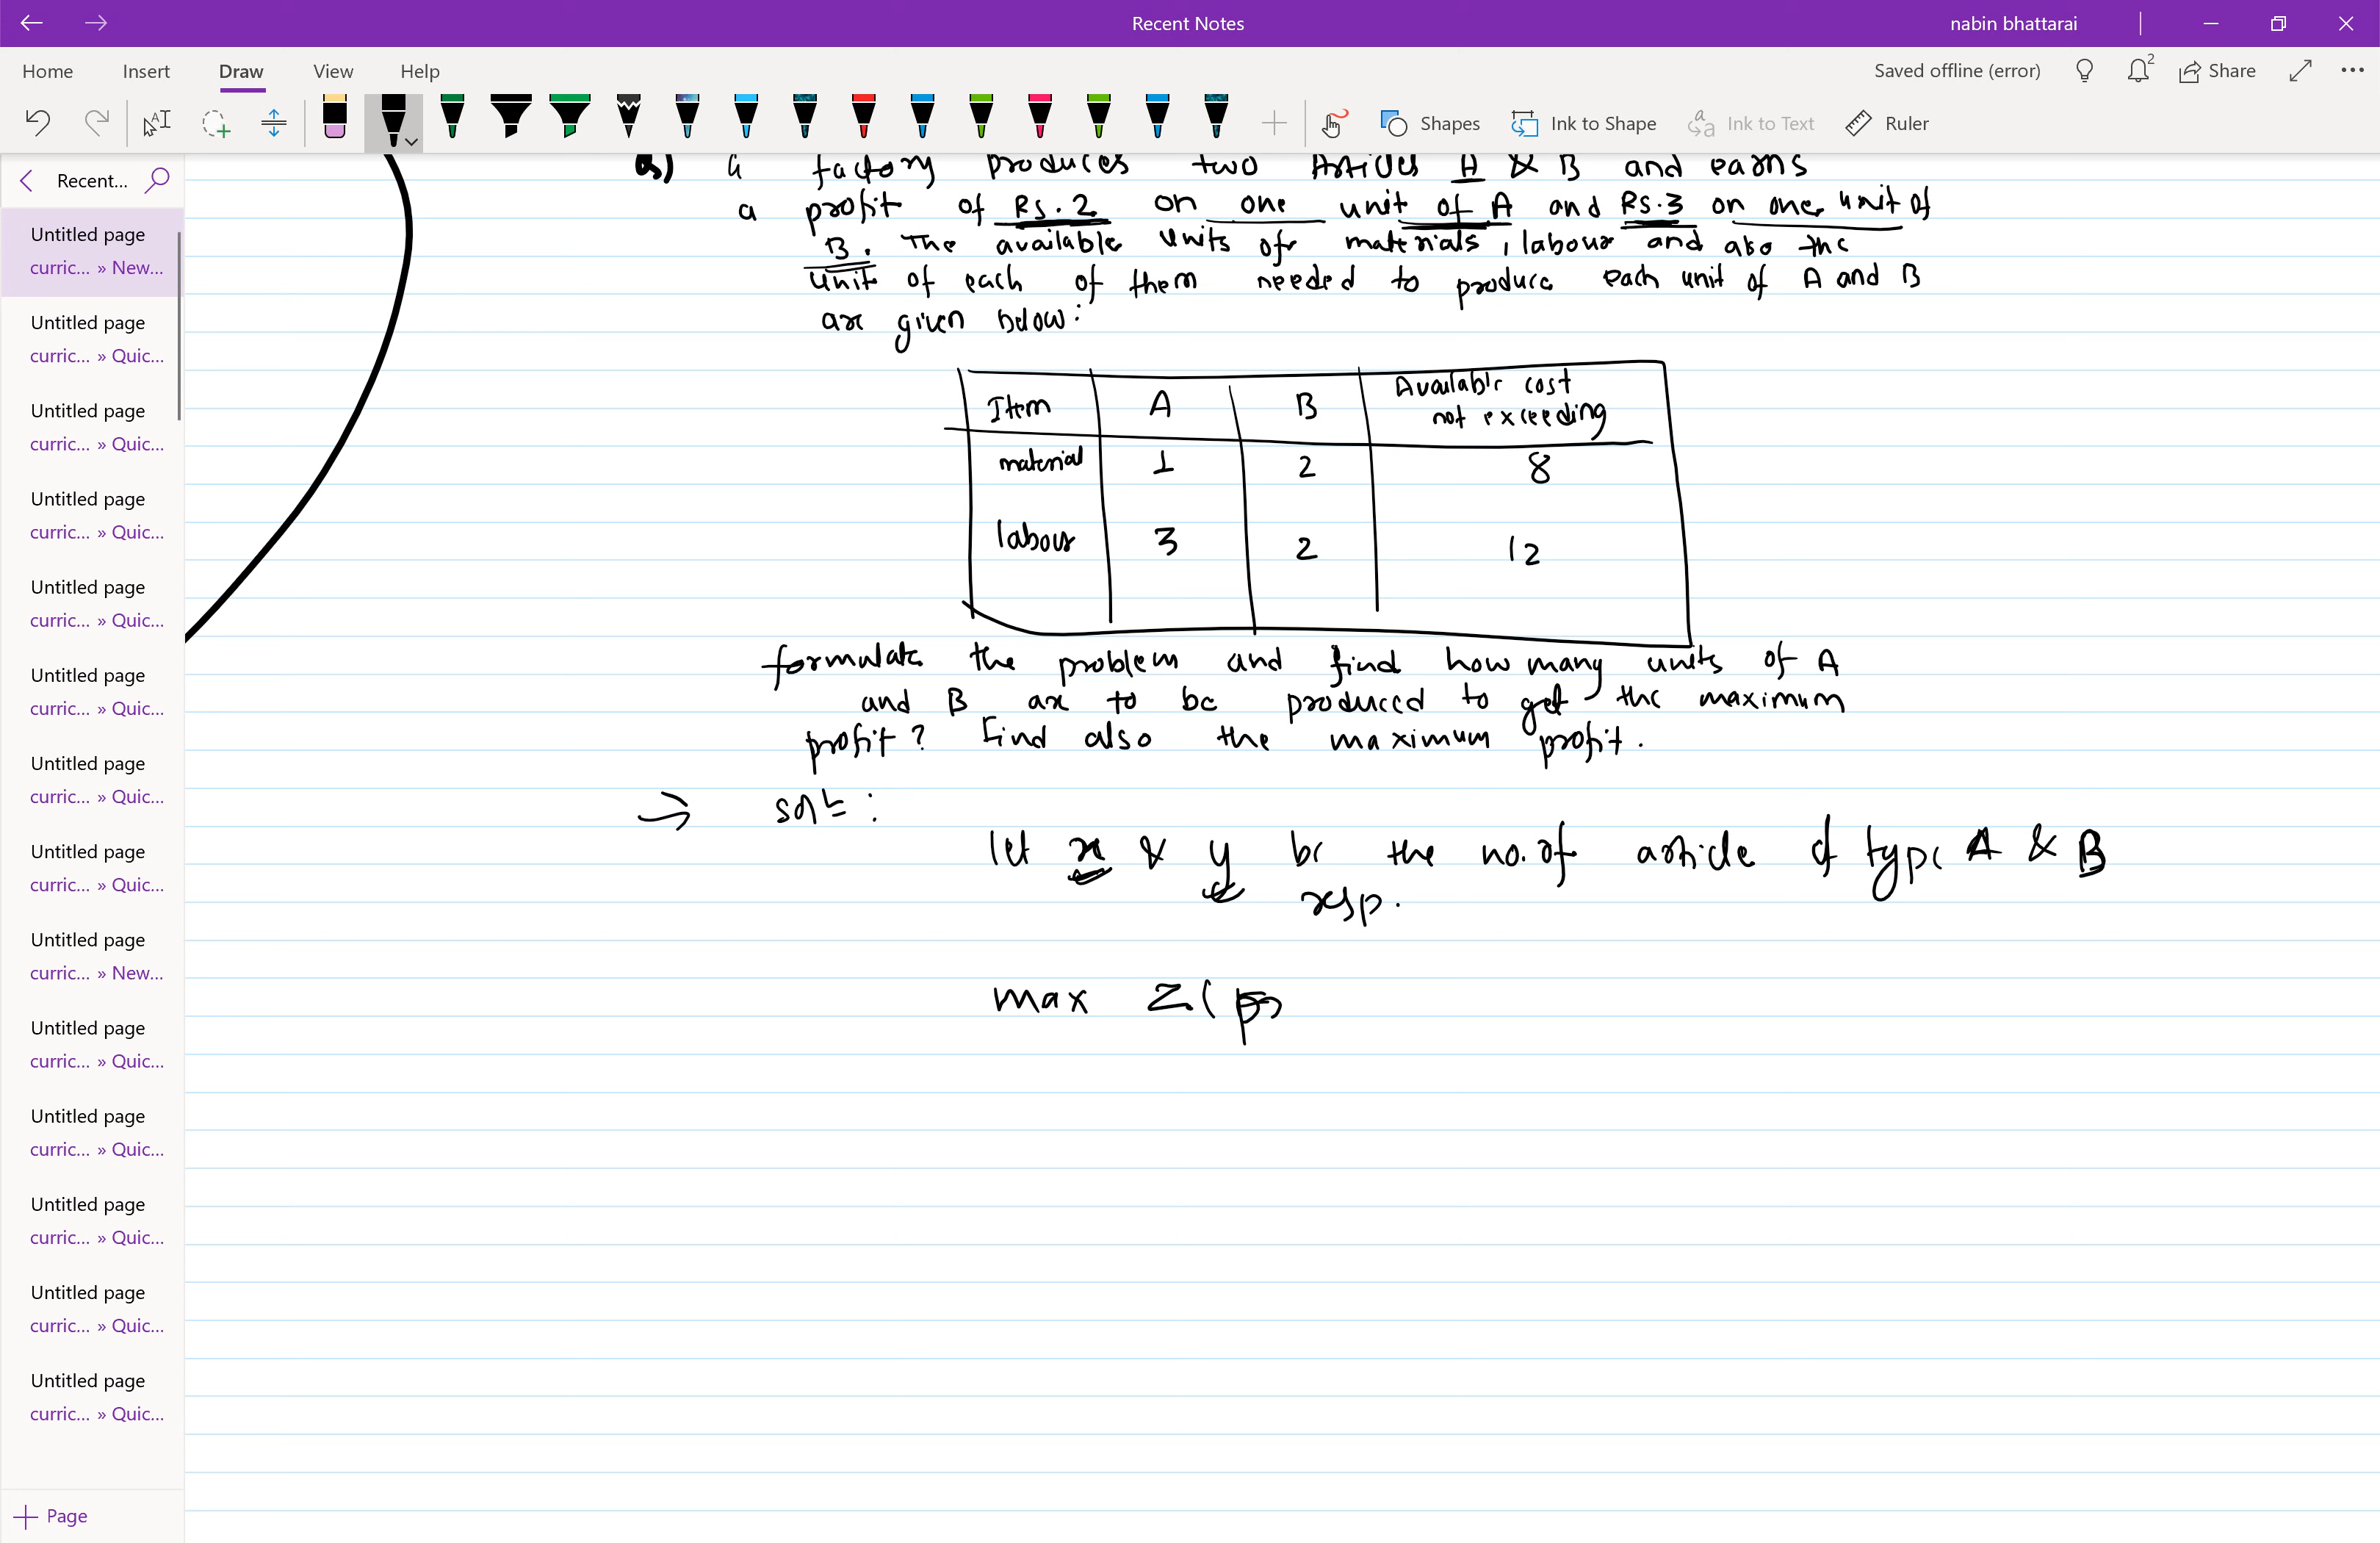 Recent Notes
nabin bhattarai
Home Insert Draw View Help
Saved offline (error) 2 Share
Shapes Ink to Shape Ink to Text Ruler
Recent...
Untitled page
curric... » New...
Untitled page
curric... » Quic...
Untitled page
curric... » Quic...
Untitled page
curric... » Quic...
Untitled page
curric... » Quic...
Untitled page
curric... » Quic...
Untitled page
curric... » Quic...
Untitled page
curric... » Quic...
Untitled page
curric... » New...
Untitled page
curric... » Quic...
Untitled page
curric... » Quic...
Untitled page
curric... » Quic...
Untitled page
curric... » Quic...
Untitled page
curric... » Quic...
Page
a factory produces two Articles A & B and earns
a profit of Rs. 2 on one unit of A and Rs. 3 on one unit of
B. The available units ofr materials, labour and also the
units of each of them needed to produce each unit of A and B
are given below:
Item A B Available cost
not exceeding
material 1 2 8
labour 3 2 12
formulate the problem and find how many units of A
and B are to be produced to get the maximum
profit? Find also the maximum profit.
→ solⁿ:
let x & y be the no. of article of type A & B
resp.
max Z( pro